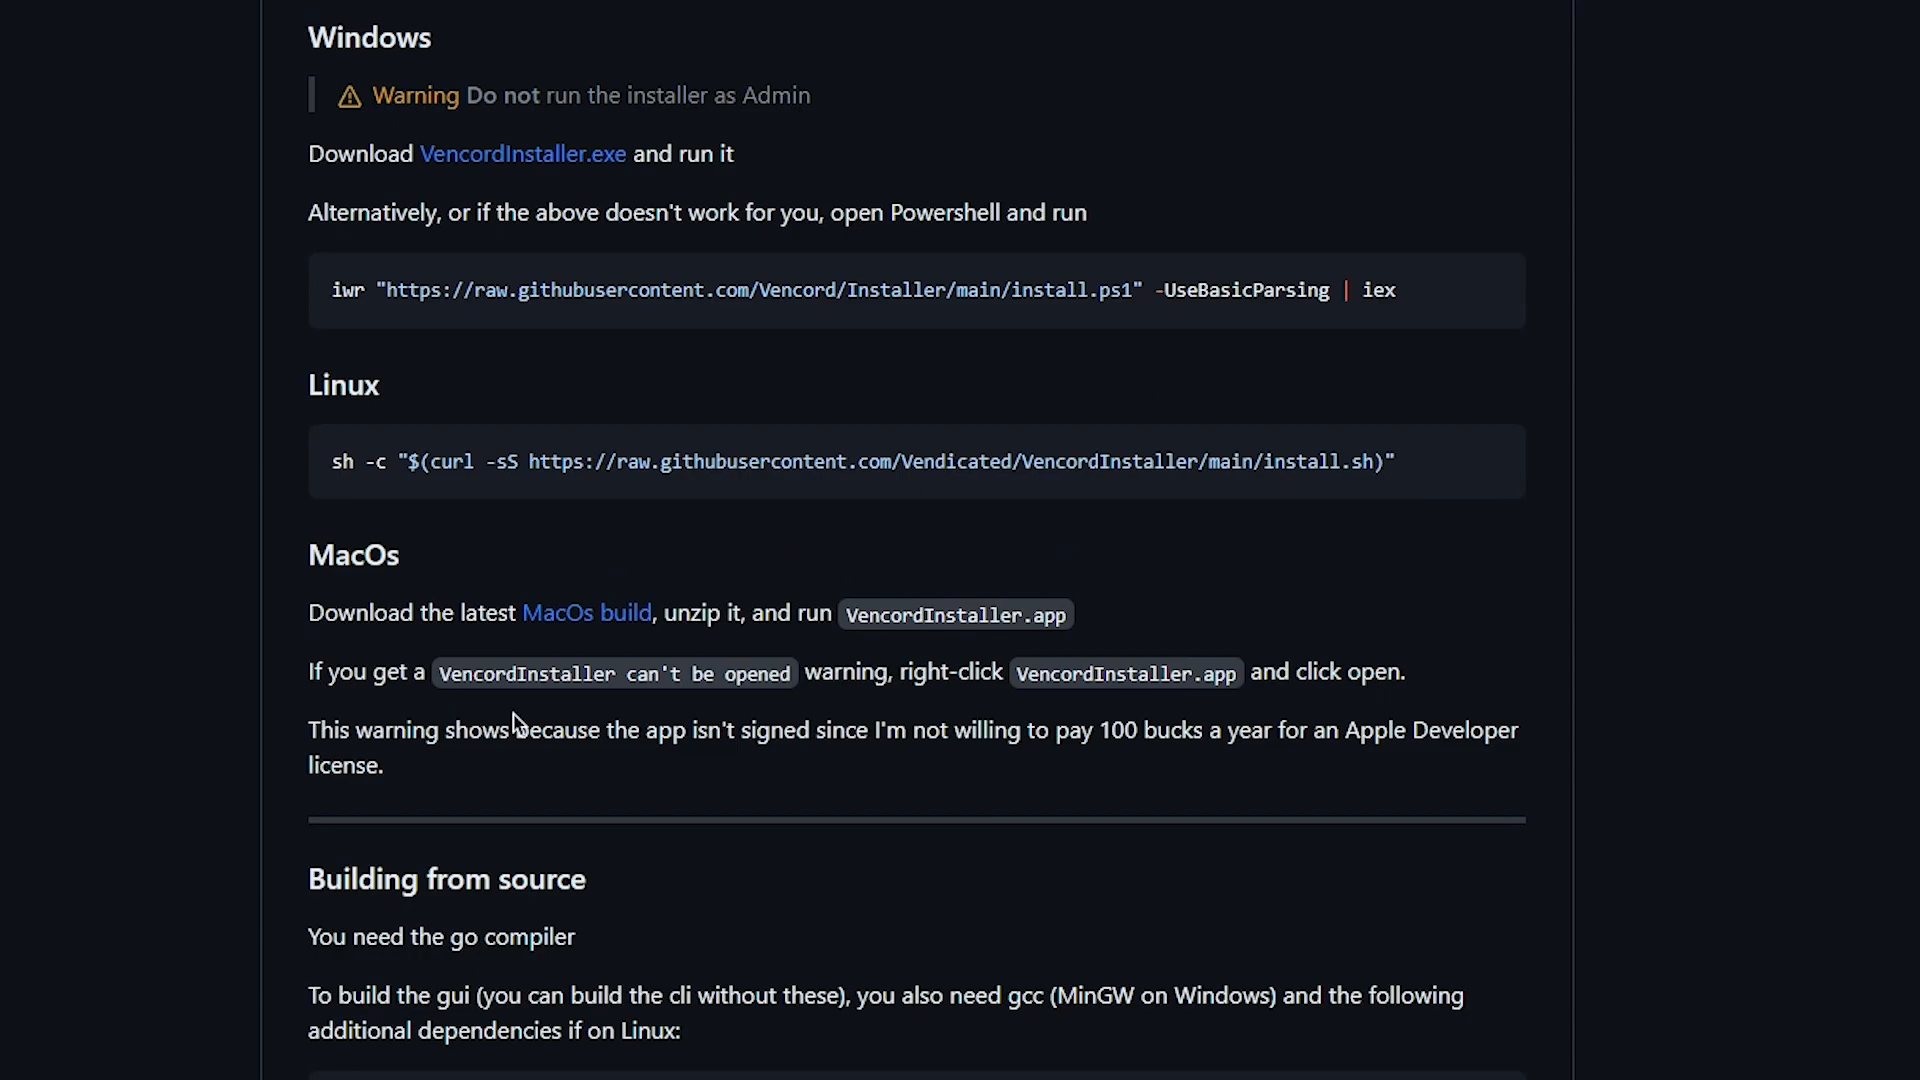 Windows
Warning Do not run the installer as Admin
Download VencordInstaller.exe and run it
Alternatively, or if the above doesn't work for you, open Powershell and run
iwr "https://raw.githubusercontent.com/Vencord/Installer/main/install.ps1" -UseBasicParsing | iex
Linux
sh -c "$(curl -sS https://raw.githubusercontent.com/Vendicated/VencordInstaller/main/install.sh)"
MacOs
Download the latest MacOs build, unzip it, and run VencordInstaller.app
If you get a VencordInstaller can't be opened warning, right-click VencordInstaller.app and click open.
This warning shows because the app isn't signed since I'm not willing to pay 100 bucks a year for an Apple Developer
license.
Building from source
You need the go compiler
To build the gui (you can build the cli without these), you also need gcc (MinGW on Windows) and the following
additional dependencies if on Linux: